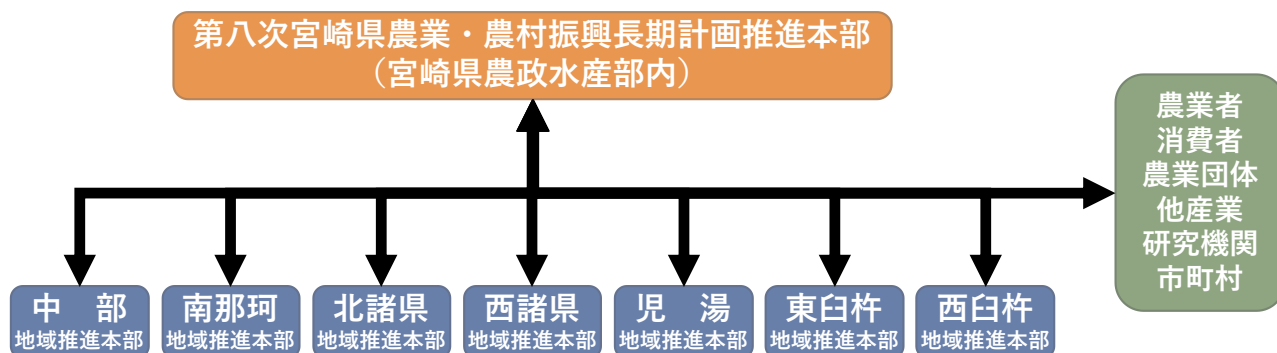 第八次宮崎県農業・農村振興長期計画推進本部
（宮崎県農政水産部内）
農業者
消費者
農業団体
他産業
研究機関
市町村
中　部
地域推進本部
南那珂
地域推進本部
北諸県
地域推進本部
西諸県
地域推進本部
児　湯
地域推進本部
東臼杵
地域推進本部
西臼杵
地域推進本部